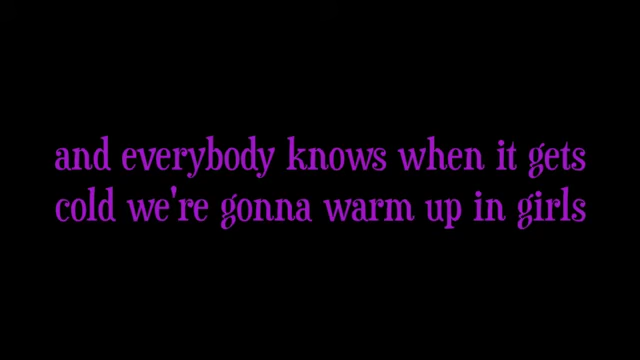 and everybody knows when it gets
cold we're gonna warm up in girls